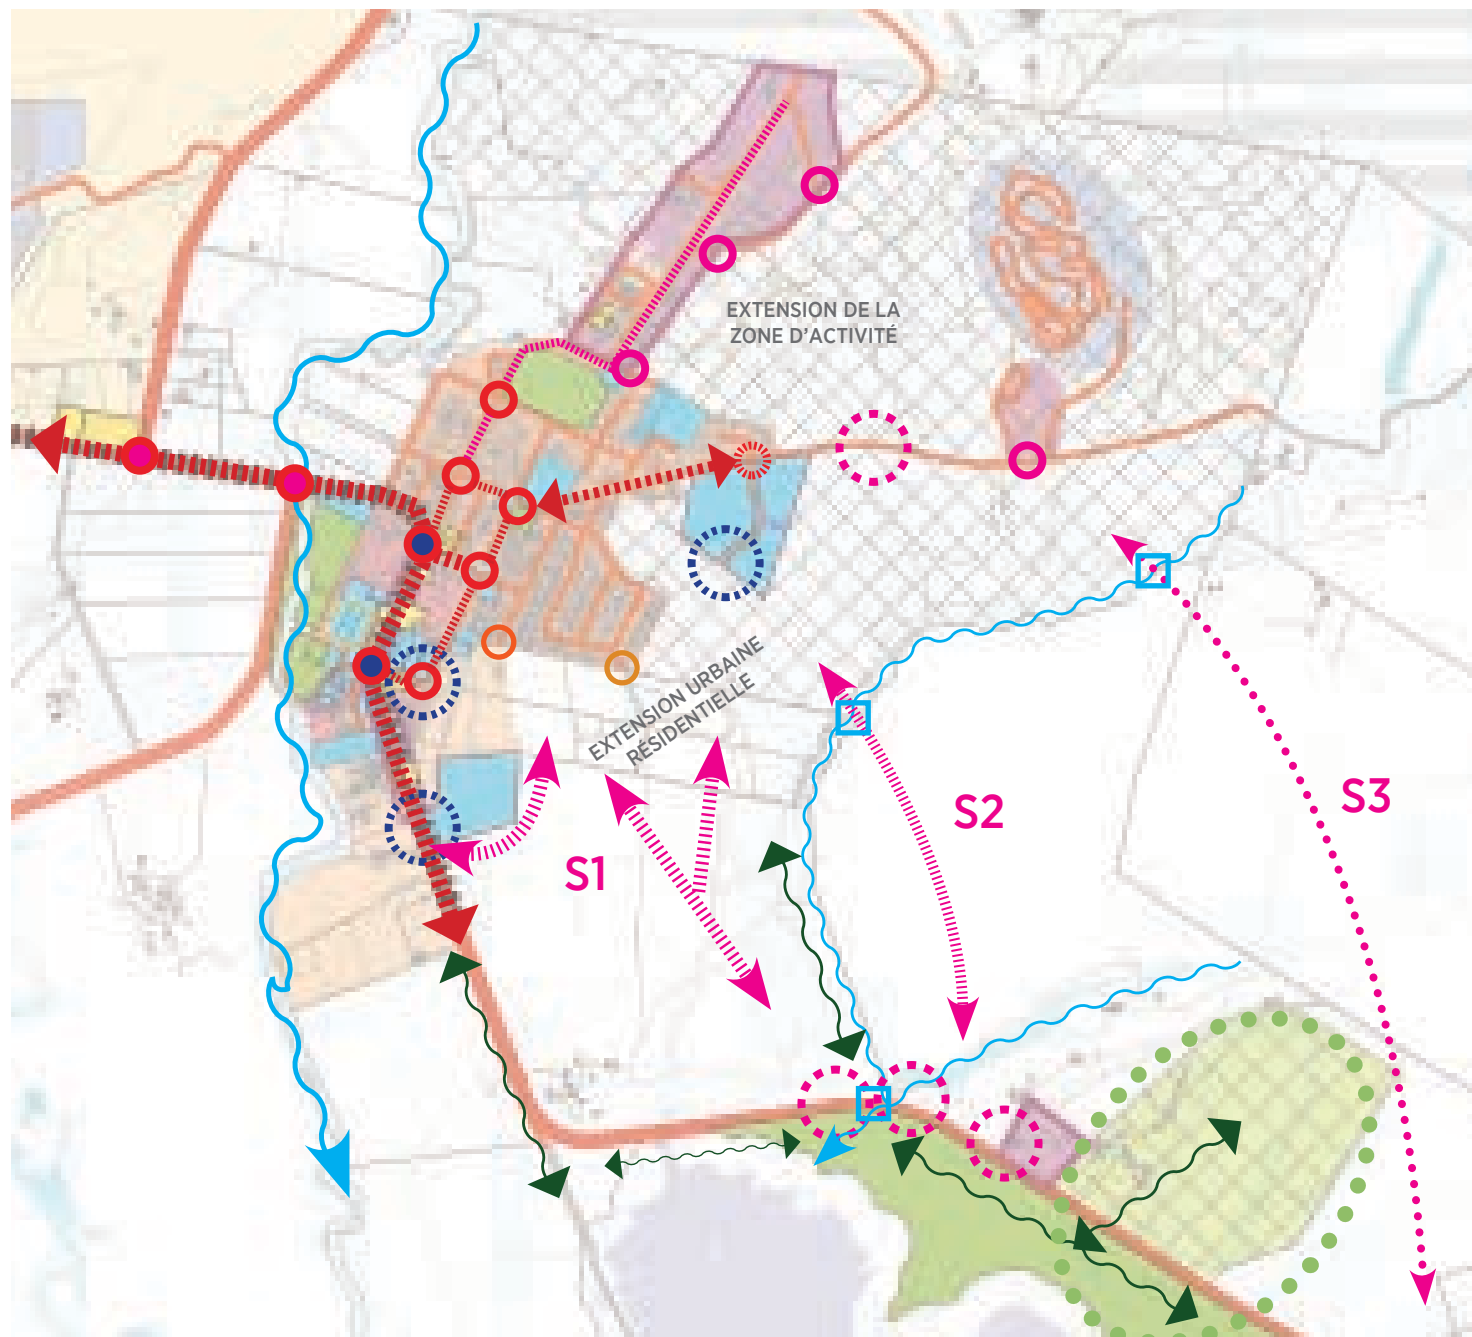 EXTENSION DE LA
ZONE D'ACTIVITÉ
EXTENSION URBAINE
RÉSIDENTIELLE
S1
S2
S3